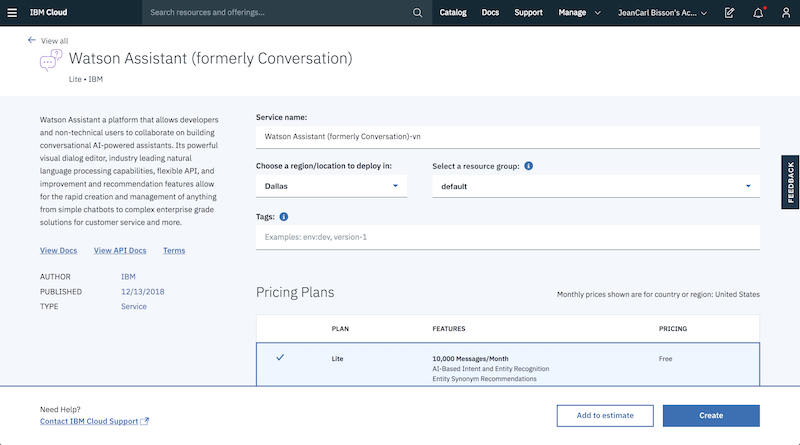 IBM Cloud
Search resources and offerings...
Catalog
Docs
Support
Manage
JeanCarl Bisson's Ac...
View all
Watson Assistant (formerly Conversation)
Lite • IBM
Watson Assistant a platform that allows developers
and non-technical users to collaborate on building
conversational AI-powered assistants. Its powerful
visual dialog editor, industry leading natural
language processing capabilities, flexible API, and
improvement and recommendation features allow
for the rapid creation and management of anything
from simple chatbots to complex enterprise grade
solutions for customer service and more.
View Docs
View API Docs
Terms
AUTHOR IBM
PUBLISHED 12/13/2018
TYPE Service
Service name:
Watson Assistant (formerly Conversation)-vn
Choose a region/location to deploy in:
Dallas
Select a resource group:
default
Tags:
Examples: env:dev, version-1
FEEDBACK
Pricing Plans
Monthly prices shown are for country or region: United States
PLAN FEATURES PRICING
Lite 10,000 Messages/Month Free
AI-Based Intent and Entity Recognition
Entity Synonym Recommendations
Need Help?
Contact IBM Cloud Support
Add to estimate
Create